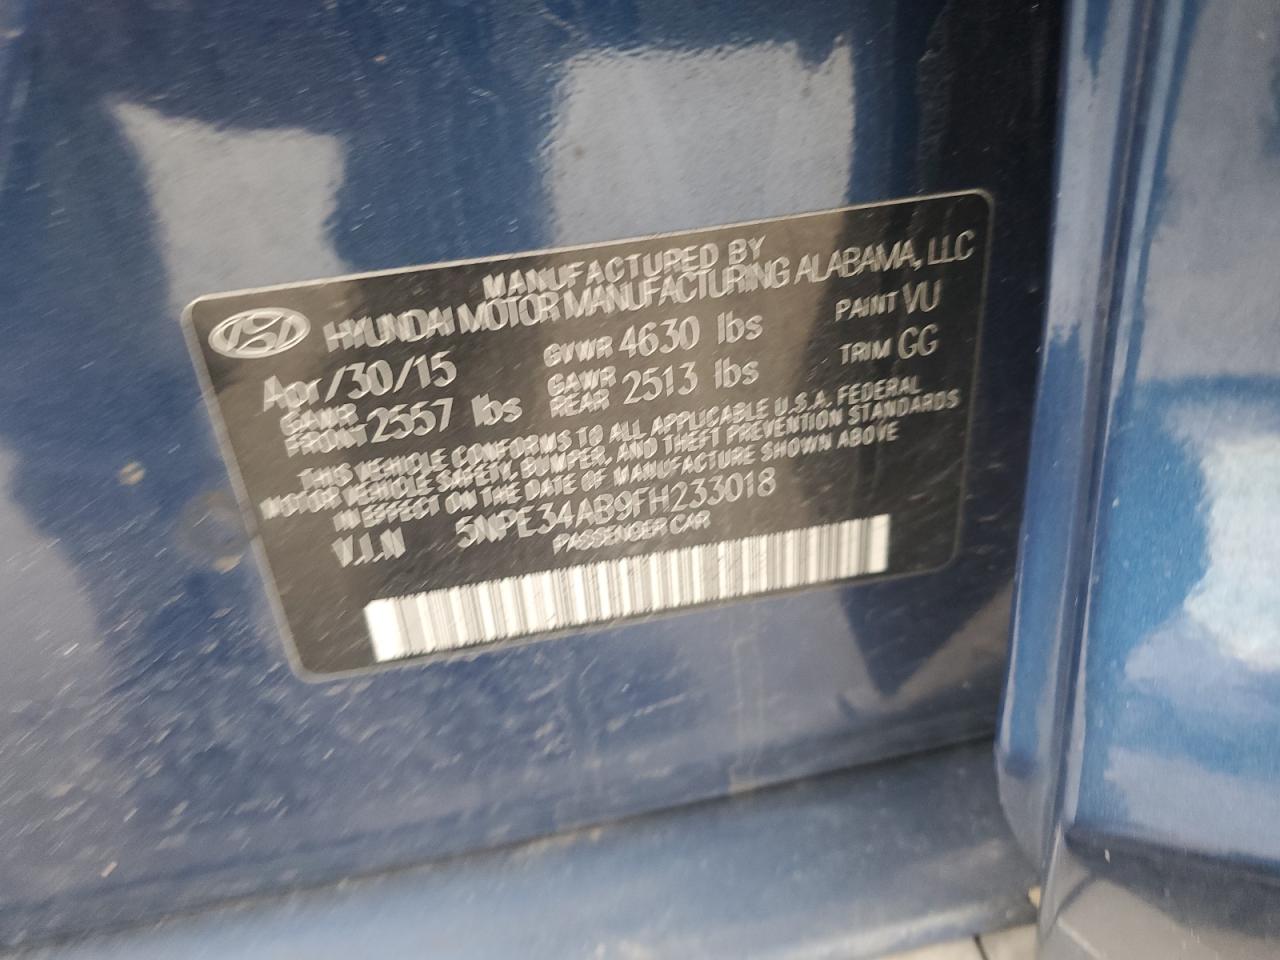 MANUFACTURED BY
HYUNDAI MOTOR MANUFACTURING ALABAMA, LLC
Apr/30/15 GVWR 4630 lbs PAINT VU
GAWR FRONT 2557 lbs GAWR REAR 2513 lbs TRIM GG
THIS VEHICLE CONFORMS TO ALL APPLICABLE U.S.A. FEDERAL
MOTOR VEHICLE SAFETY, BUMPER, AND THEFT PREVENTION STANDARDS
IN EFFECT ON THE DATE OF MANUFACTURE SHOWN ABOVE
V.I.N 5NPE34AB9FH233018
PASSENGER CAR